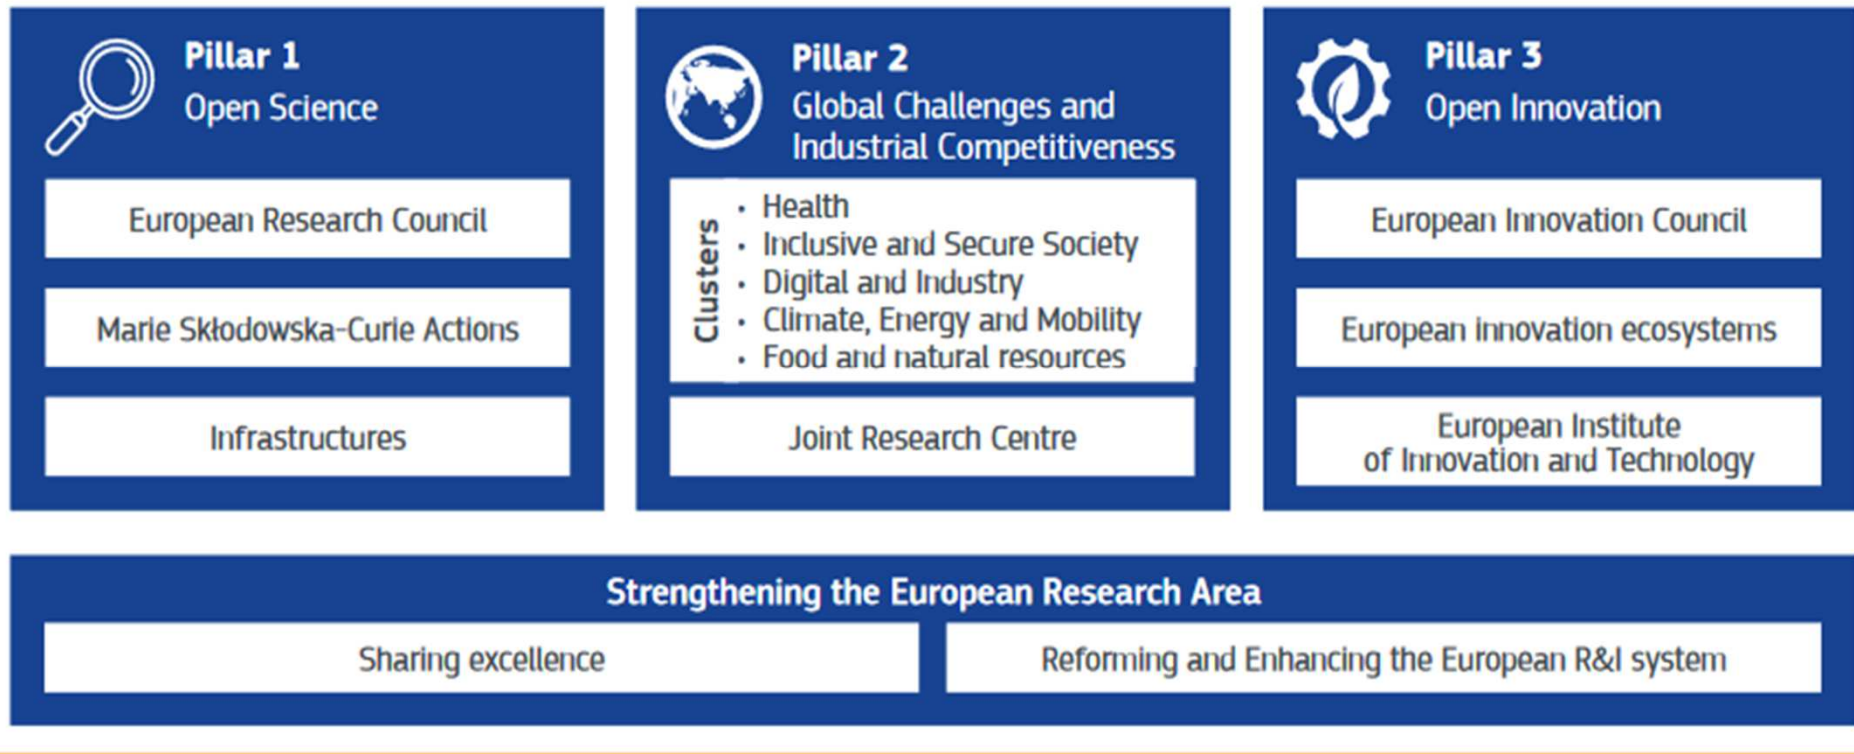 Pillar 1
Open Science
European Research Council
Marie Skłodowska-Curie Actions
Infrastructures
Pillar 2
Global Challenges and
Industrial Competitiveness
Clusters
• Health
• Inclusive and Secure Society
• Digital and Industry
• Climate, Energy and Mobility
• Food and natural resources
Joint Research Centre
Pillar 3
Open Innovation
European Innovation Council
European innovation ecosystems
European Institute
of Innovation and Technology
Strengthening the European Research Area
Sharing excellence
Reforming and Enhancing the European R&I system